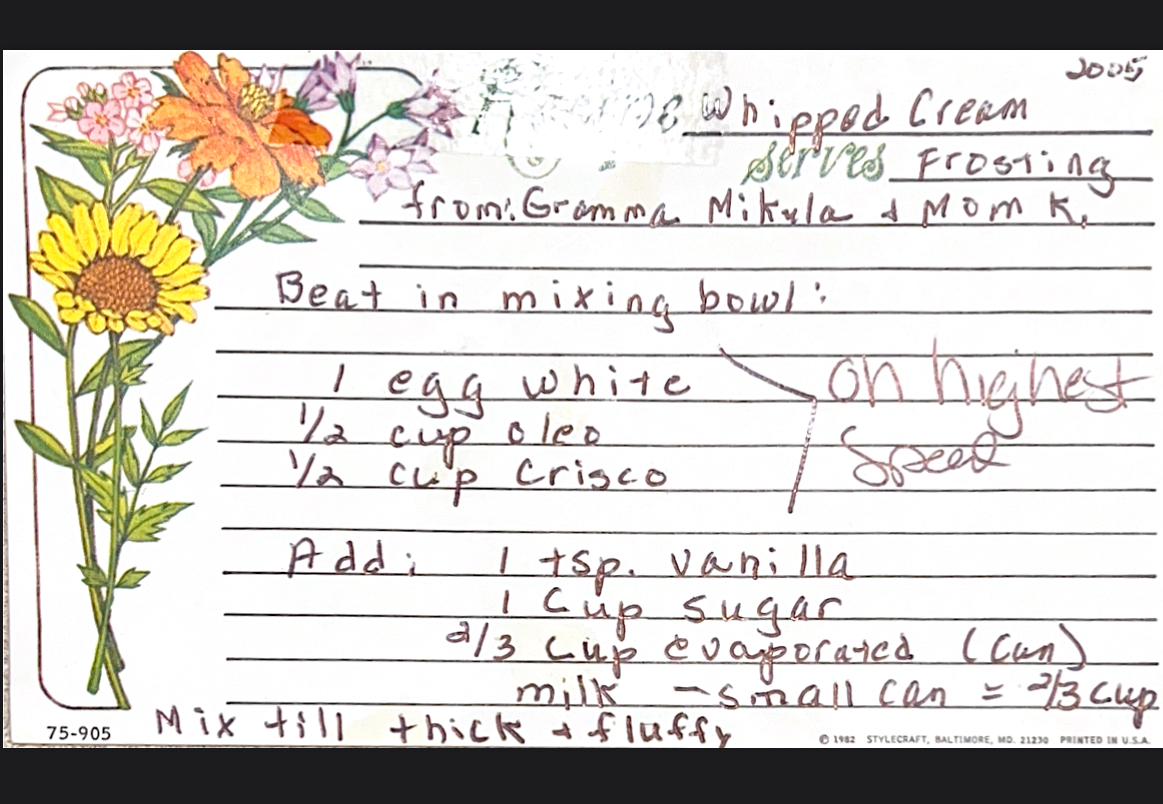 2005
Whipped Cream
serves Frosting
from: Gramma Mikula + Mom K.
Beat in mixing bowl:
1 egg white
1/2 cup oleo
1/2 cup Crisco
on highest
Speed
Add: 1 tsp. vanilla
1 Cup sugar
2/3 Cup evaporated (can)
milk – small can = 2/3 cup
Mix till thick + fluffy
75-905
© 1982 STYLECRAFT, BALTIMORE, MD. 21230 PRINTED IN U.S.A.